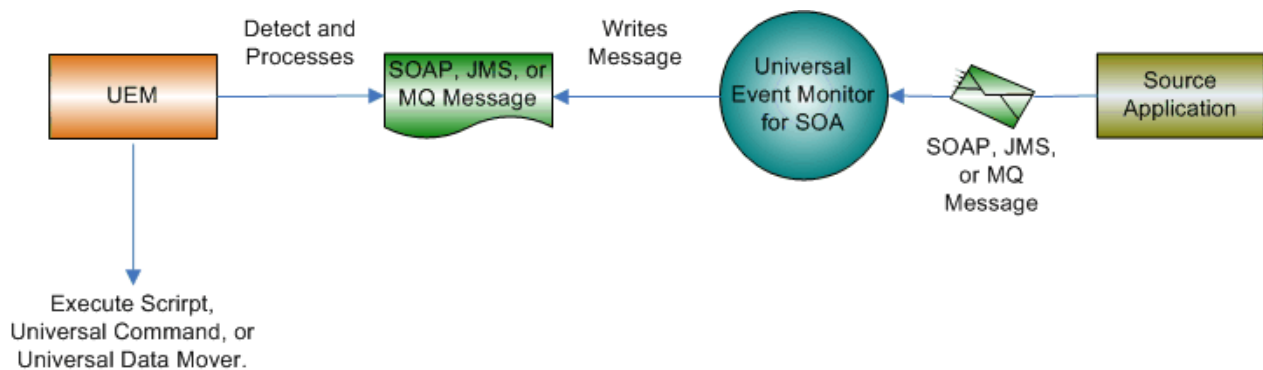 Detect and
Processes
UEM
SOAP, JMS, or
MQ Message
Writes
Message
Universal
Event Monitor
for SOA
SOAP, JMS,
or MQ
Message
Source
Application
Execute Scrirpt,
Universal Command, or
Universal Data Mover.